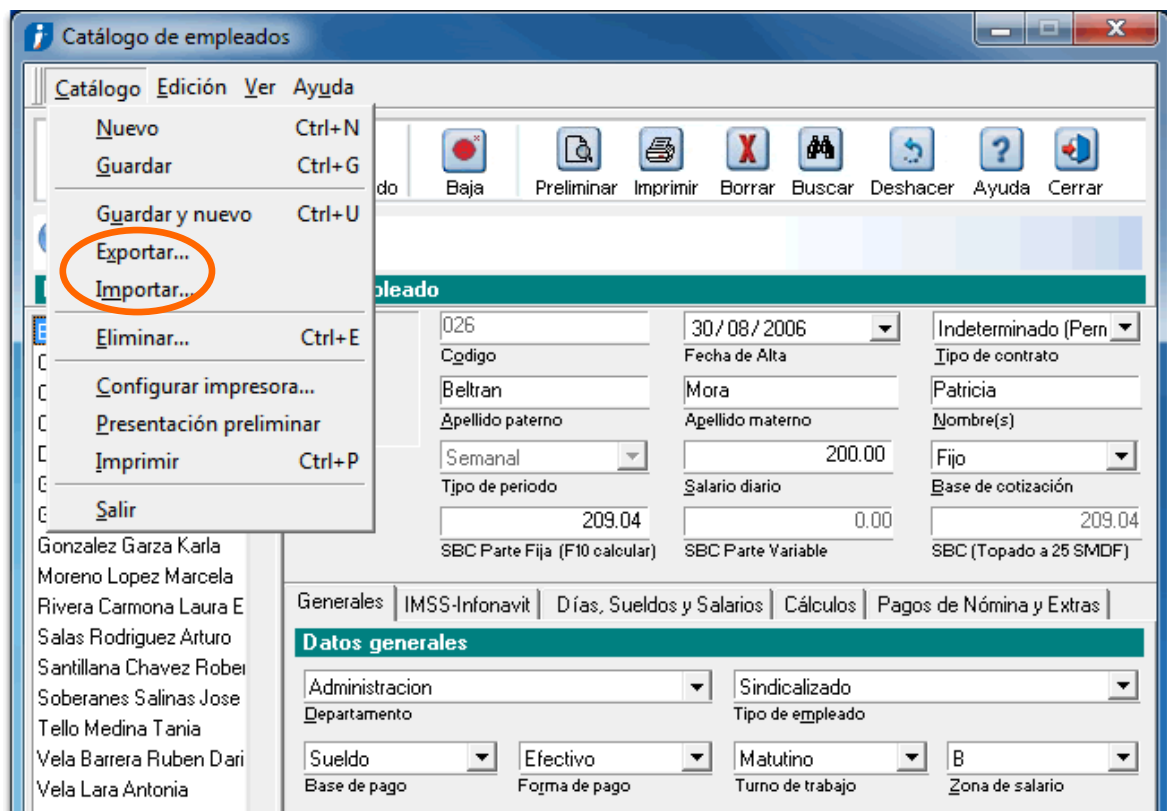 Catálogo de empleados
Catálogo Edición Ver Ayuda
Nuevo Ctrl+N
Guardar Ctrl+G
Guardar y nuevo Ctrl+U
Exportar...
Importar...
Eliminar... Ctrl+E
Configurar impresora...
Presentación preliminar
Imprimir Ctrl+P
Salir
do Baja Preliminar Imprimir Borrar Buscar Deshacer Ayuda Cerrar
pleado
026 30/08/2006 Indeterminado (Pern
Codigo Fecha de Alta Tipo de contrato
Beltran Mora Patricia
Apellido paterno Apellido materno Nombre(s)
Semanal 200.00 Fijo
Tipo de periodo Salario diario Base de cotización
209.04 0.00 209.04
SBC Parte Fija (F10 calcular) SBC Parte Variable SBC (Topado a 25 SMDF)
Gonzalez Garza Karla
Moreno Lopez Marcela
Rivera Carmona Laura E
Salas Rodriguez Arturo
Santillana Chavez Rober
Soberanes Salinas Jose
Tello Medina Tania
Vela Barrera Ruben Dari
Vela Lara Antonia
Generales IMSS-Infonavit Días, Sueldos y Salarios Cálculos Pagos de Nómina y Extras
Datos generales
Administracion Sindicalizado
Departamento Tipo de empleado
Sueldo Efectivo Matutino B
Base de pago Forma de pago Turno de trabajo Zona de salario